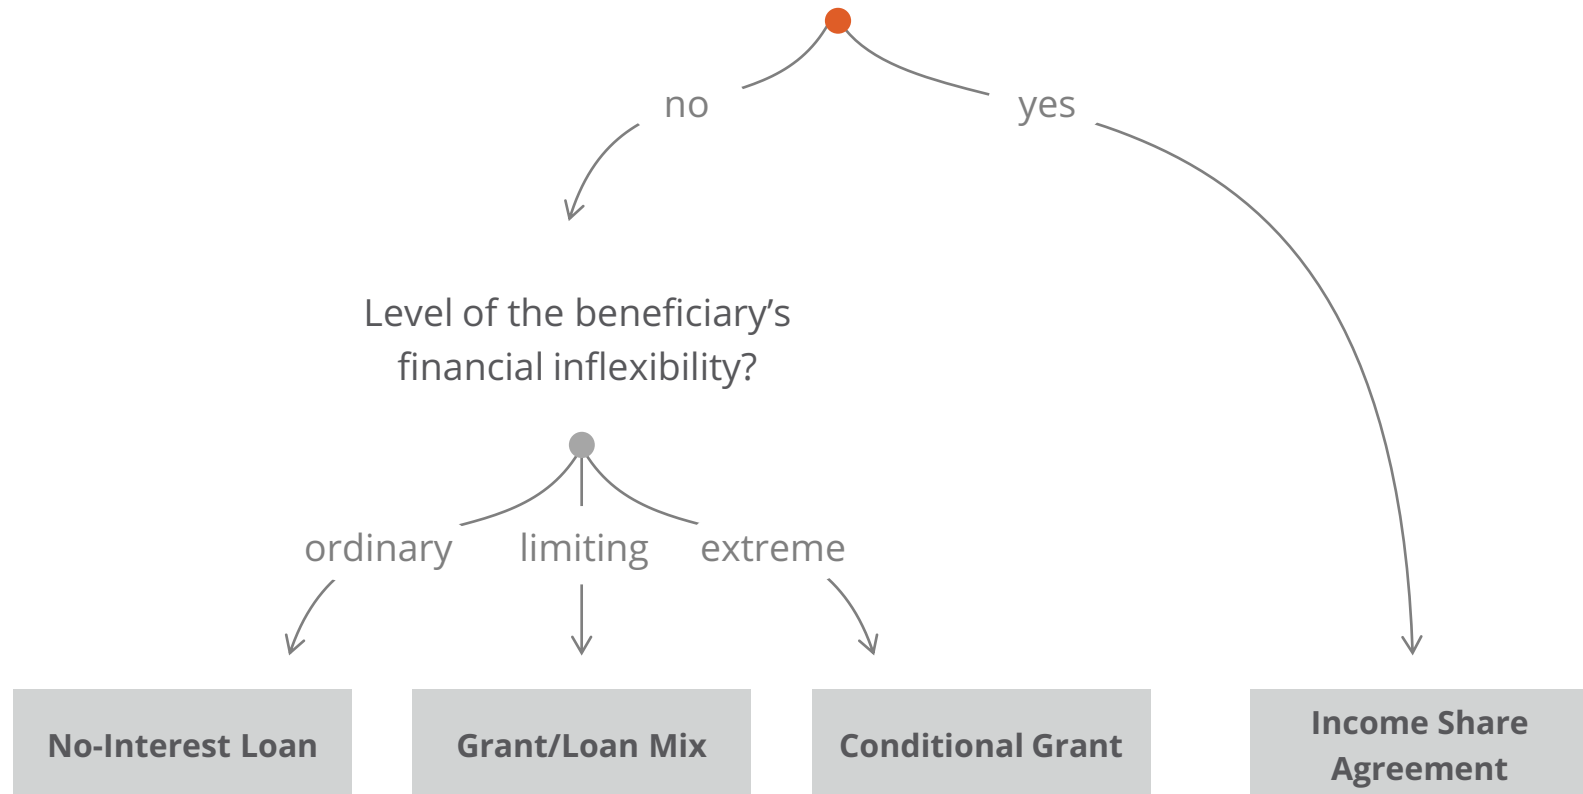 no
yes
Level of the beneficiary’s
financial inflexibility?
ordinary
limiting
extreme
No-Interest Loan
Grant/Loan Mix
Conditional Grant
Income Share
Agreement